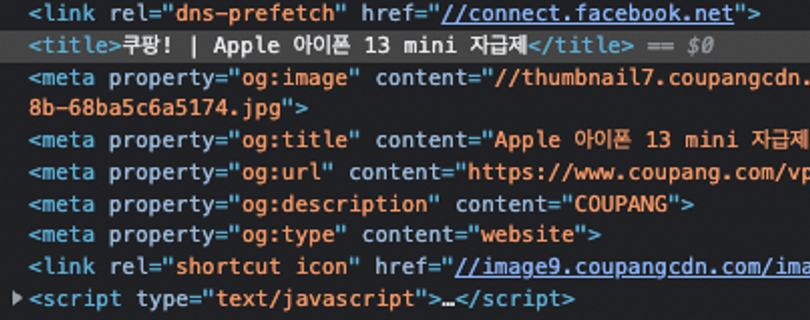 <link rel="dns-prefetch" href="//connect.facebook.net">
<title>쿠팡! | Apple 아이폰 13 mini 자급제</title> == $0
<meta property="og:image" content="//thumbnail7.coupangcdn.
8b-68ba5c6a5174.jpg">
<meta property="og:title" content="Apple 아이폰 13 mini 자급제
<meta property="og:url" content="https://www.coupang.com/vp
<meta property="og:description" content="COUPANG">
<meta property="og:type" content="website">
<link rel="shortcut icon" href="//image9.coupangcdn.com/ima
<script type="text/javascript">…</script>